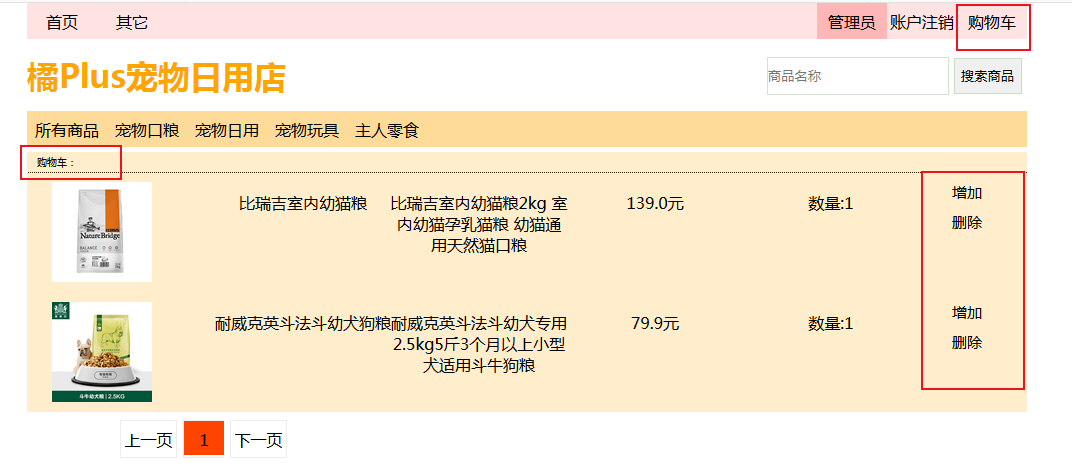 首页 其它 管理员 账户注销 购物车
橘Plus宠物日用店 商品名称 搜索商品
所有商品 宠物口粮 宠物日用 宠物玩具 主人零食
购物车：
比瑞吉室内幼猫粮 比瑞吉室内幼猫粮2kg 室 139.0元 数量:1 增加
内幼猫孕乳猫粮 幼猫通 删除
用天然猫口粮
Nature Bridge
BALANCE
耐威克英斗法斗幼犬狗粮 耐威克英斗法斗幼犬专用 79.9元 数量:1 增加
2.5kg5斤3个月以上小型 删除
犬适用斗牛狗粮
斗牛幼犬粮 | 2.5KG
上一页 1 下一页